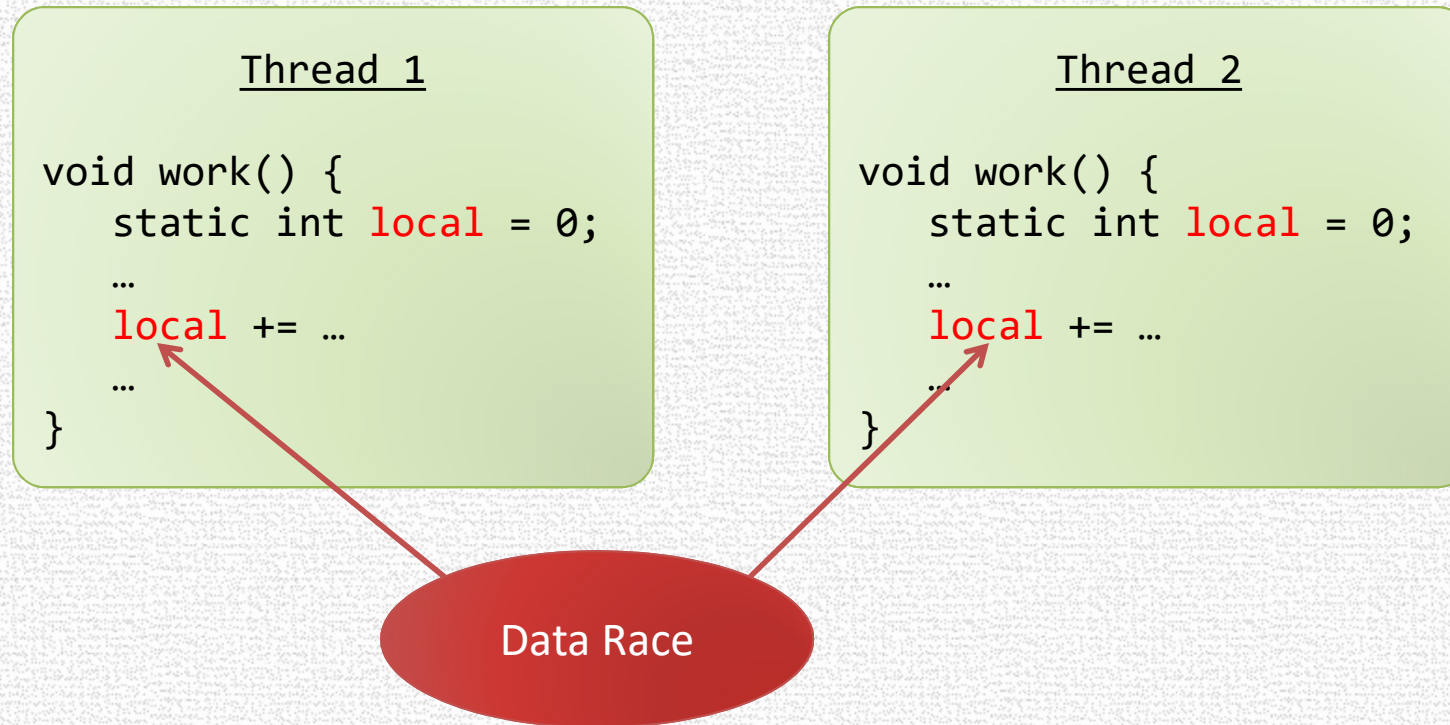 Thread 1
void work() {
static int local = 0;
…
local += …
…
}
Thread 2
void work() {
static int local = 0;
…
local += …
…
}
Data Race